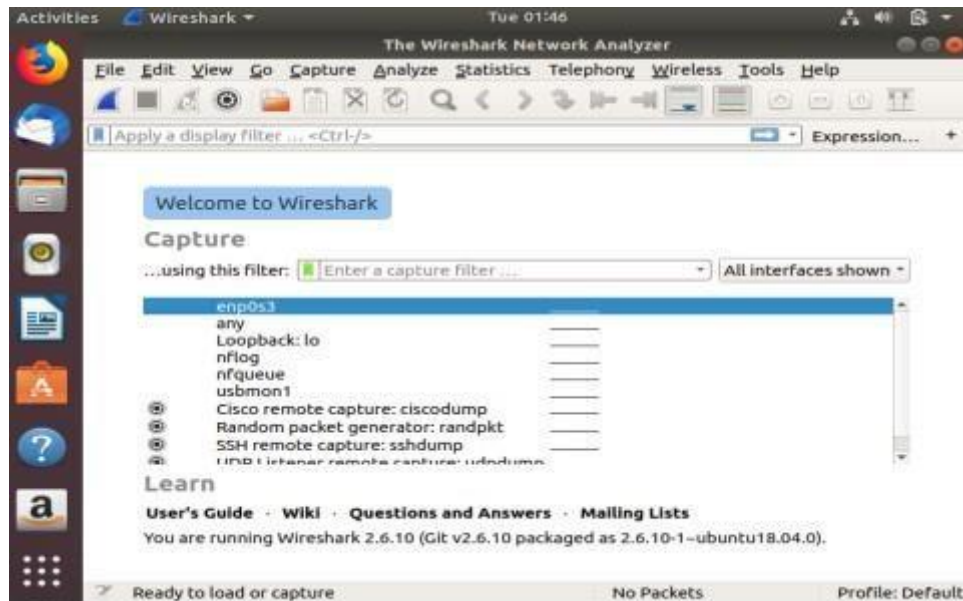 Activities Wireshark Tue 01:46
The Wireshark Network Analyzer
File Edit View Go Capture Analyze Statistics Telephony Wireless Tools Help
Apply a display filter ... <Ctrl-/> Expression... +
Welcome to Wireshark
Capture
...using this filter: Enter a capture filter ... All interfaces shown
enp0s3
any
Loopback: lo
nflog
nfqueue
usbmon1
Cisco remote capture: ciscodump
Random packet generator: randpkt
SSH remote capture: sshdump
UDP Listener remote capture: udpdump
Learn
User's Guide · Wiki · Questions and Answers · Mailing Lists
You are running Wireshark 2.6.10 (Git v2.6.10 packaged as 2.6.10-1~ubuntu18.04.0).
Ready to load or capture No Packets Profile: Default